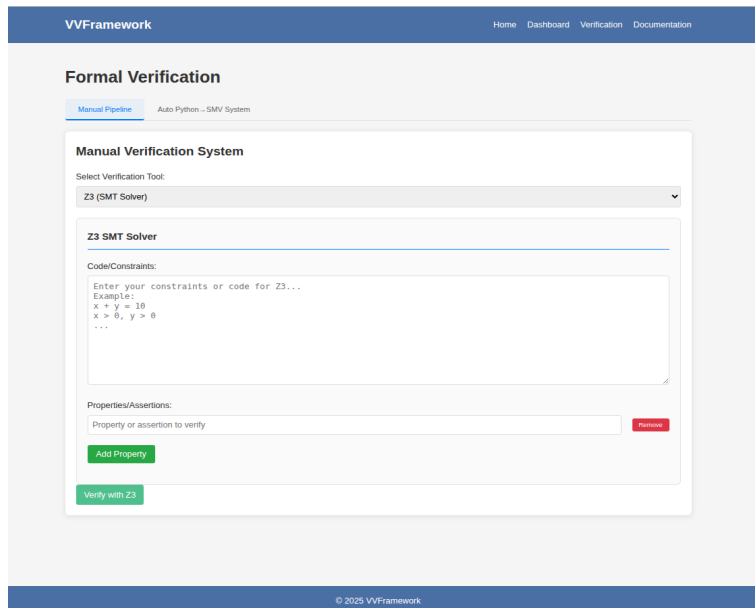 VVFramework
Home Dashboard Verification Documentation
Formal Verification
Manual Pipeline Auto Python→SMV System
Manual Verification System
Select Verification Tool:
Z3 (SMT Solver)
Z3 SMT Solver
Code/Constraints:
Enter your constraints or code for Z3...
Example:
x + y = 10
x > 0, y > 0
...
Properties/Assertions:
Property or assertion to verify
Remove
Add Property
Verify with Z3
© 2025 VVFramework